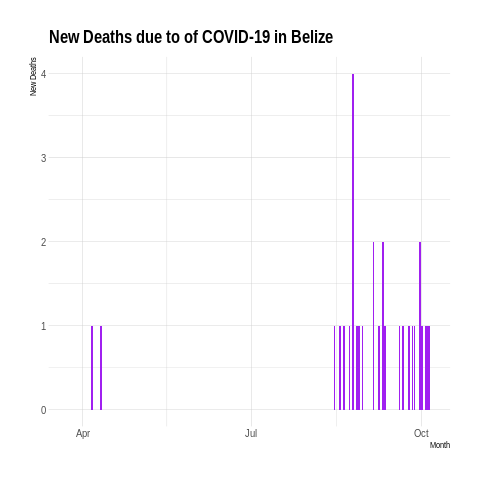 New Deaths due to of COVID-19 in Belize
New Deaths
4
3
2
1
0
Apr
Jul
Oct
Month